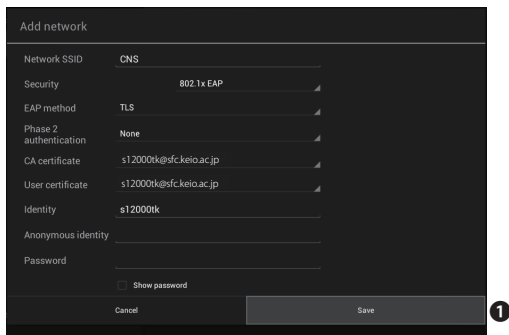 Add network
Network SSID CNS
Security 802.1x EAP
EAP method TLS
Phase 2
authentication None
CA certificate s12000tk@sfc.keio.ac.jp
User certificate s12000tk@sfc.keio.ac.jp
Identity s12000tk
Anonymous identity
Password
Show password
Cancel Save 1